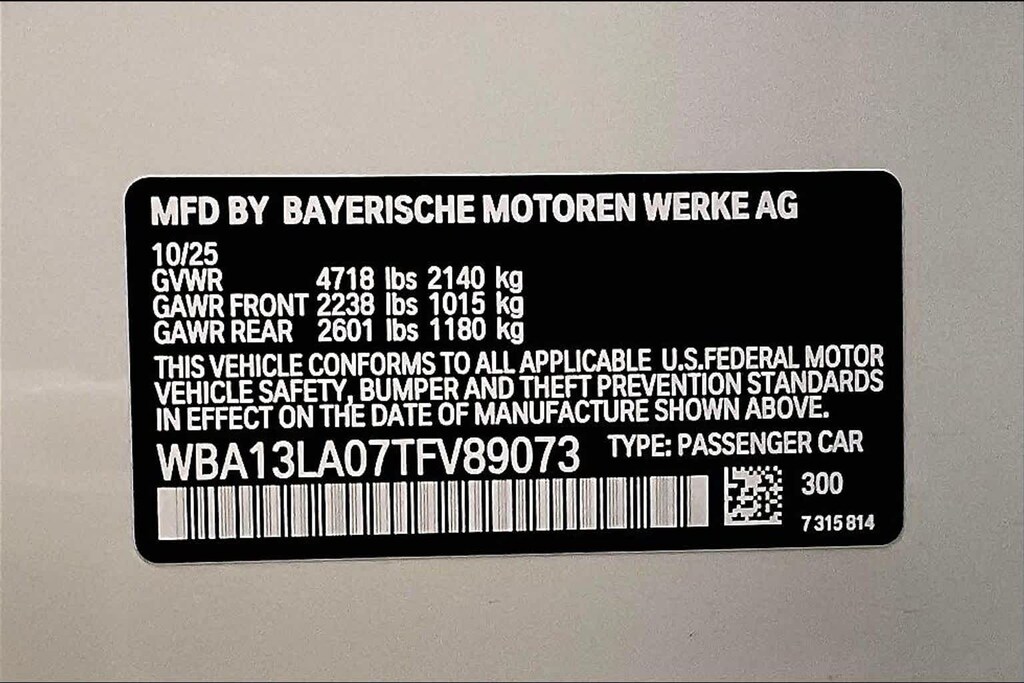 MFD BY BAYERISCHE MOTOREN WERKE AG
10/25
GVWR 4718 lbs 2140 kg
GAWR FRONT 2238 lbs 1015 kg
GAWR REAR 2601 lbs 1180 kg
THIS VEHICLE CONFORMS TO ALL APPLICABLE U.S.FEDERAL MOTOR
VEHICLE SAFETY, BUMPER AND THEFT PREVENTION STANDARDS
IN EFFECT ON THE DATE OF MANUFACTURE SHOWN ABOVE.
WBA13LA07TFV89073 TYPE: PASSENGER CAR
300
7 315 814